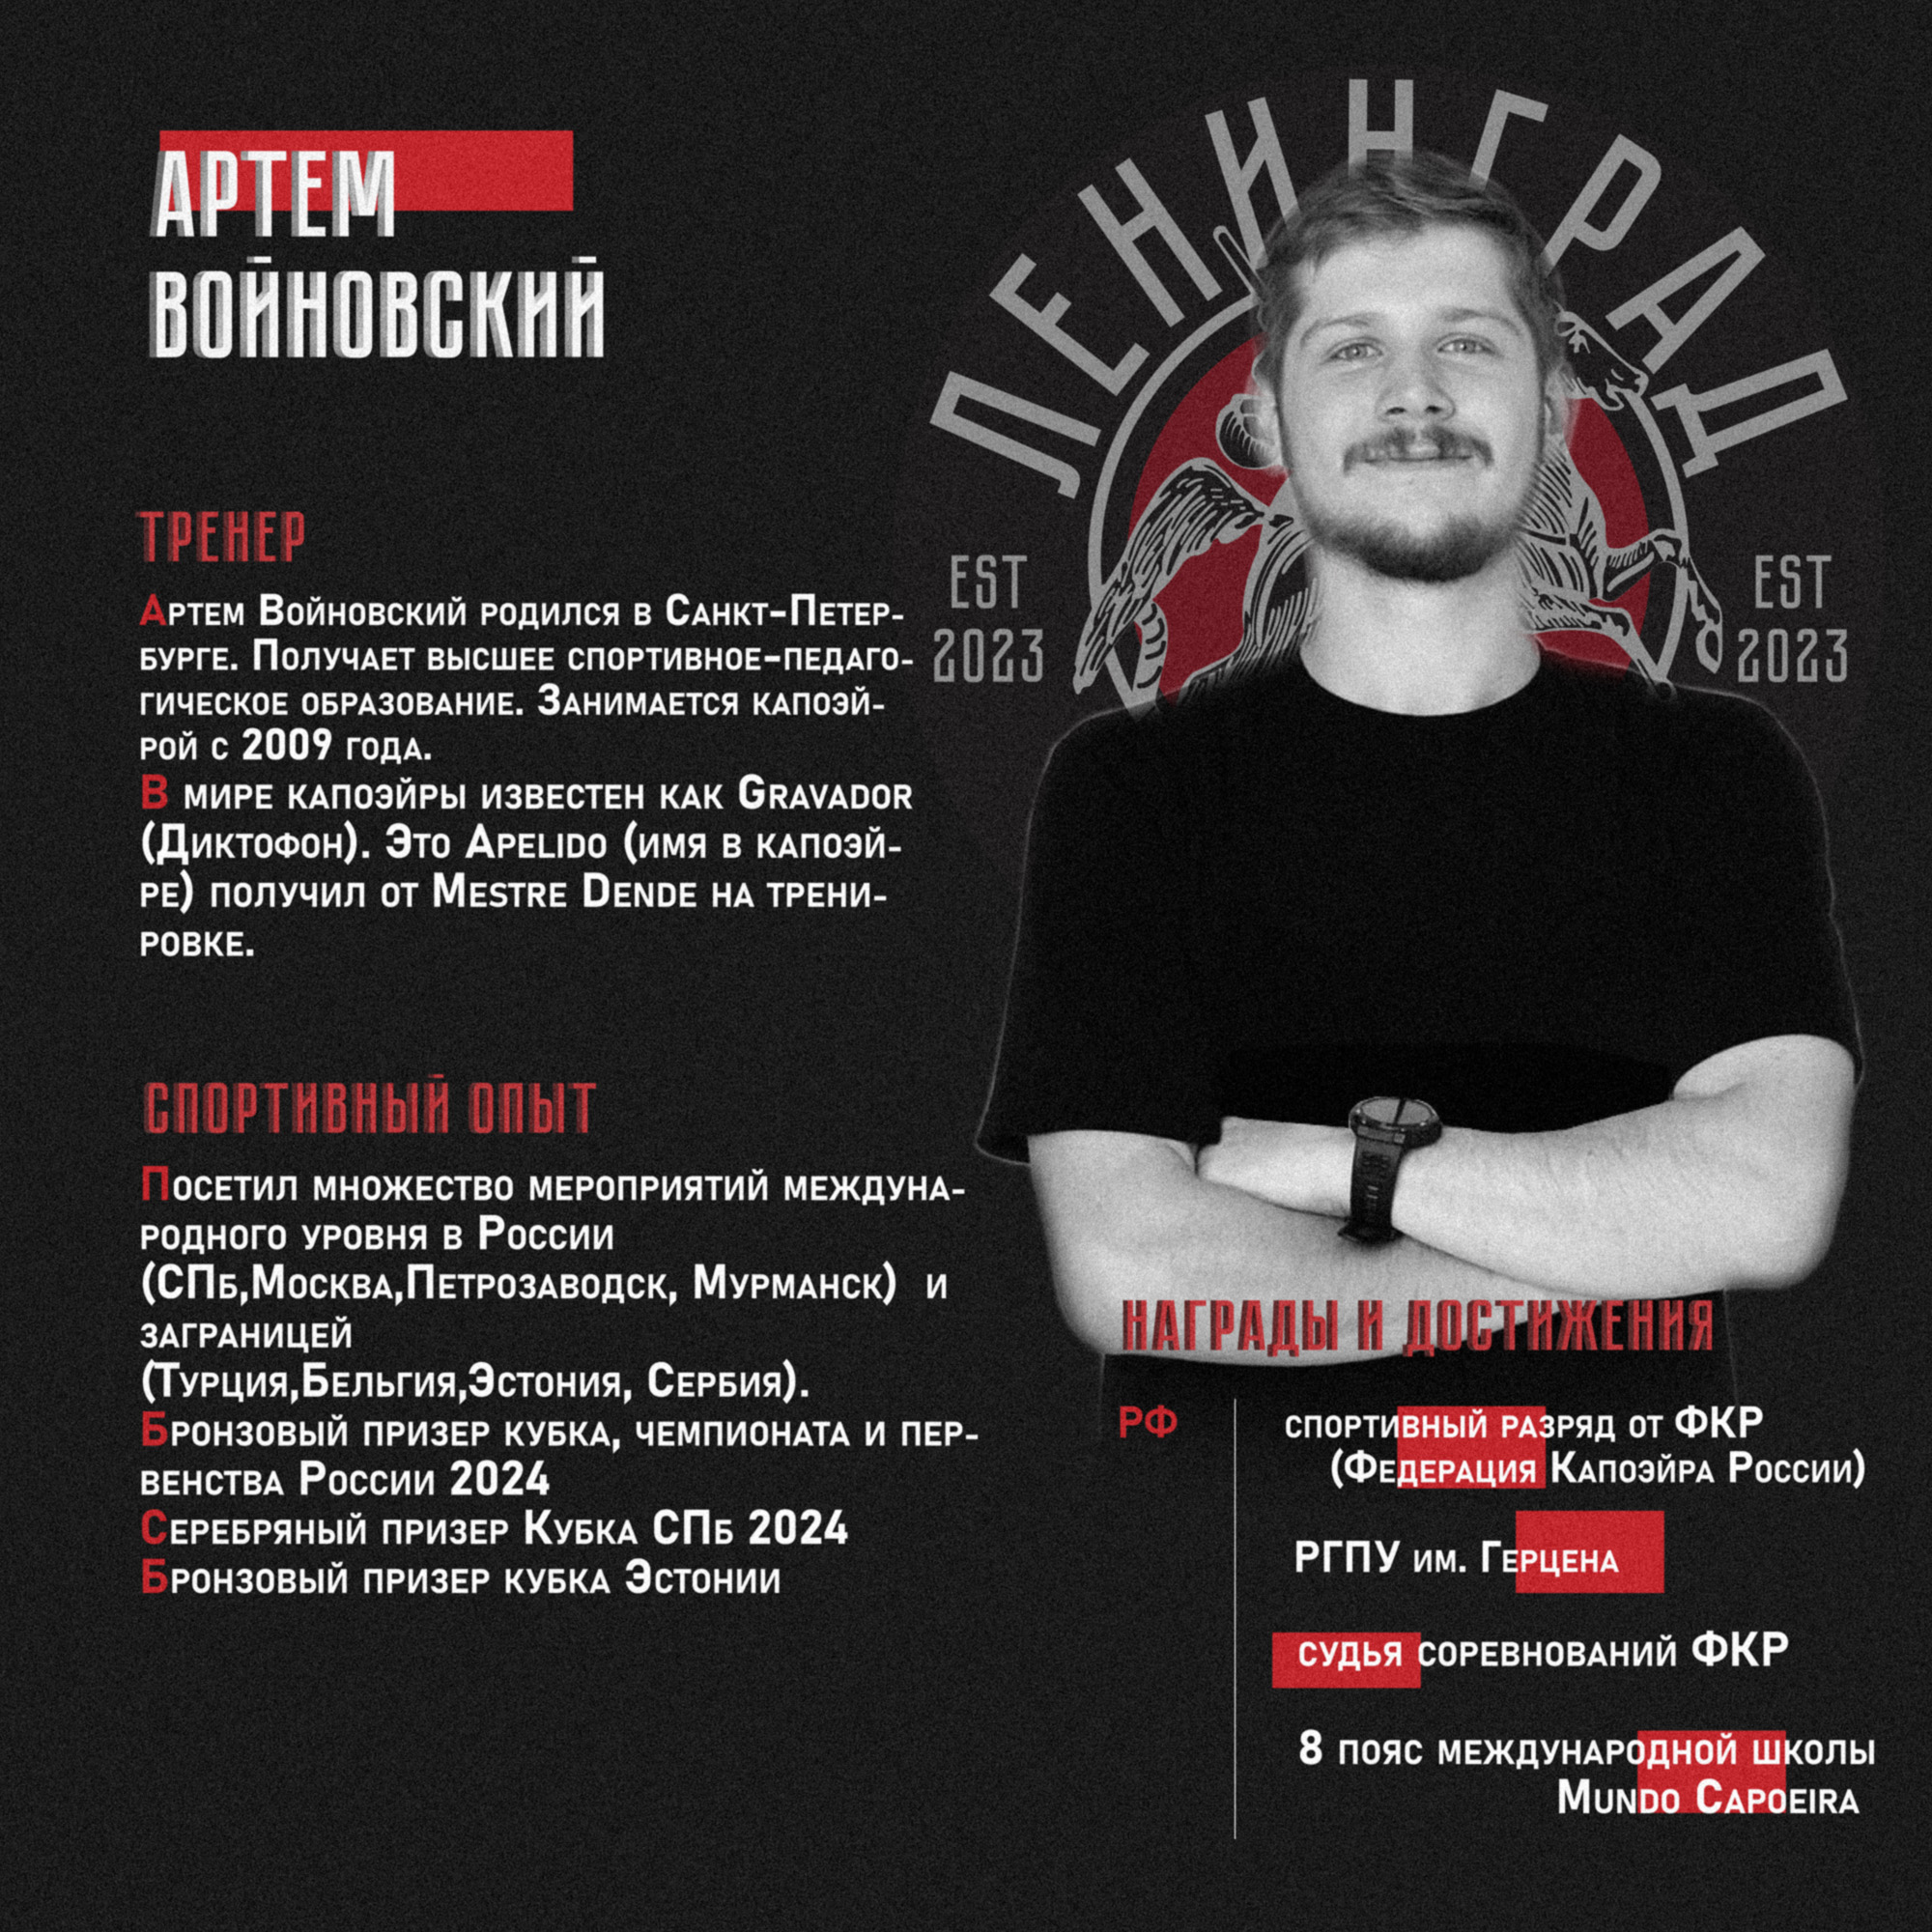 АРТЕМ
ВОЙНОВСКИЙ
ЛЕНИНГРАД
EST
2023
EST
2023
ТРЕНЕР
Артем Войновский родился в Санкт-Петер-
бурге. Получает высшее спортивное-педаго-
гическое образование. Занимается капоэй-
рой с 2009 года.
В мире капоэйры известен как Gravador
(Диктофон). Это Apelido (имя в капоэй-
ре) получил от Mestre Dende на трени-
ровке.
СПОРТИВНЫЙ ОПЫТ
Посетил множество мероприятий междуна-
родного уровня в России
(СПб,Москва,Петрозаводск, Мурманск) и
заграницей
(Турция,Бельгия,Эстония, Сербия).
Бронзовый призер кубка, чемпионата и пер-
венства России 2024
Серебряный призер Кубка СПб 2024
Бронзовый призер кубка Эстонии
НАГРАДЫ И ДОСТИЖЕНИЯ
РФ
спортивный разряд от ФКР
(Федерация Капоэйра России)
РГПУ им. Герцена
судья соревнований ФКР
8 пояс международной школы
Mundo Capoeira